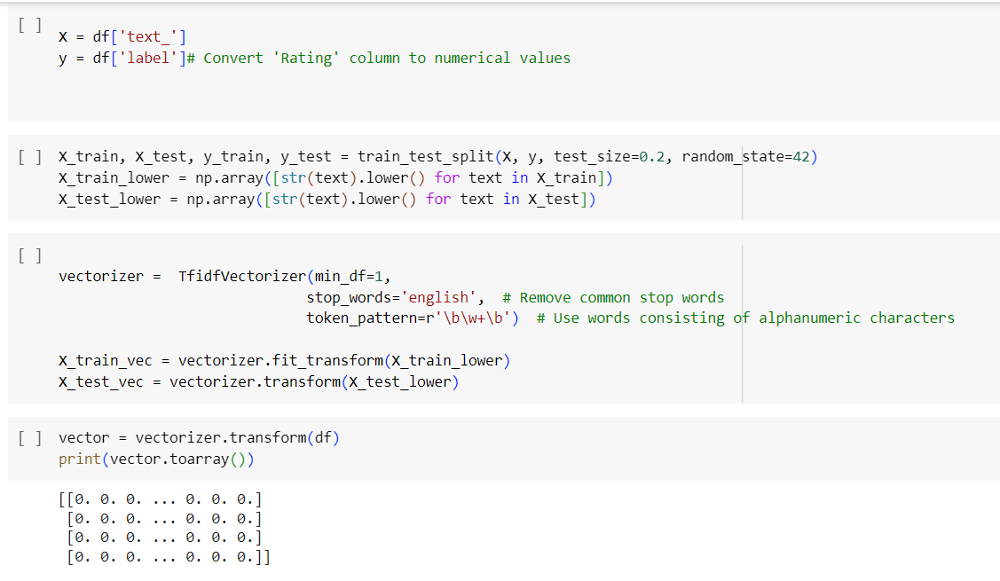 [ ]
X = df['text_']
y = df['label']# Convert 'Rating' column to numerical values
[ ] X_train, X_test, y_train, y_test = train_test_split(X, y, test_size=0.2, random_state=42)
X_train_lower = np.array([str(text).lower() for text in X_train])
X_test_lower = np.array([str(text).lower() for text in X_test])
[ ]
vectorizer =  TfidfVectorizer(min_df=1,
                             stop_words='english',  # Remove common stop words
                             token_pattern=r'\b\w+\b')  # Use words consisting of alphanumeric characters
X_train_vec = vectorizer.fit_transform(X_train_lower)
X_test_vec = vectorizer.transform(X_test_lower)
[ ] vector = vectorizer.transform(df)
print(vector.toarray())
[[0. 0. 0. ... 0. 0. 0.]
 [0. 0. 0. ... 0. 0. 0.]
 [0. 0. 0. ... 0. 0. 0.]
 [0. 0. 0. ... 0. 0. 0.]]